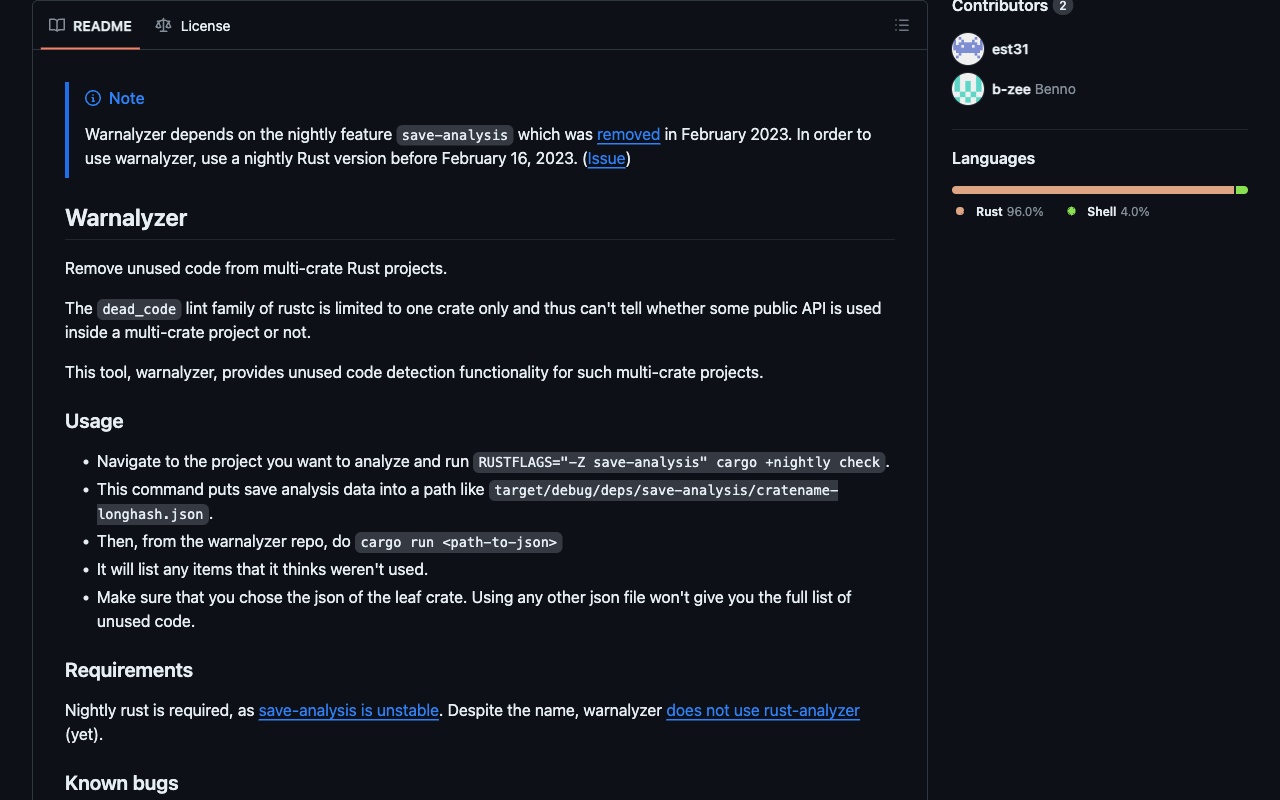 README
License
Note
Warnalyzer depends on the nightly feature save-analysis which was removed in February 2023. In order to
use warnalyzer, use a nightly Rust version before February 16, 2023. (Issue)
Warnalyzer
Remove unused code from multi-crate Rust projects.
The dead_code lint family of rustc is limited to one crate only and thus can't tell whether some public API is used
inside a multi-crate project or not.
This tool, warnalyzer, provides unused code detection functionality for such multi-crate projects.
Usage
• Navigate to the project you want to analyze and run RUSTFLAGS="-Z save-analysis" cargo +nightly check.
• This command puts save analysis data into a path like target/debug/deps/save-analysis/cratename-
longhash.json.
• Then, from the warnalyzer repo, do cargo run <path-to-json>
• It will list any items that it thinks weren't used.
• Make sure that you chose the json of the leaf crate. Using any other json file won't give you the full list of
unused code.
Requirements
Nightly rust is required, as save-analysis is unstable. Despite the name, warnalyzer does not use rust-analyzer
(yet).
Known bugs
Contributors 2
est31
b-zee Benno
Languages
Rust 96.0%
Shell 4.0%